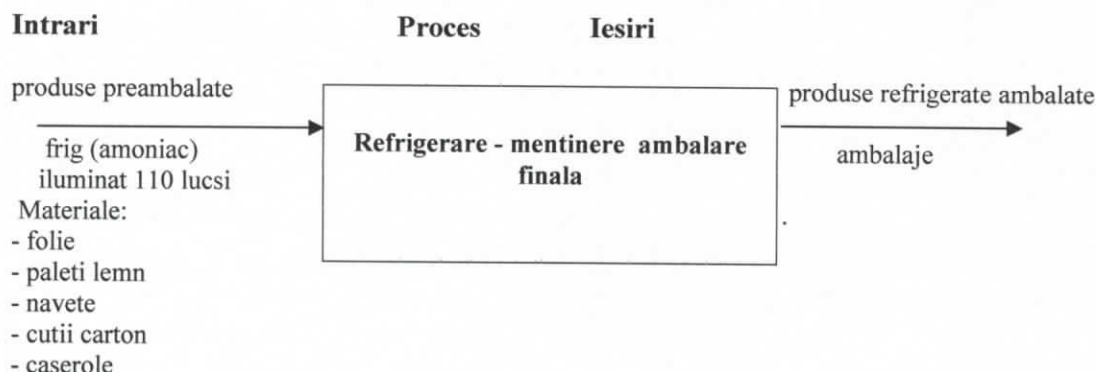 Intrari Proces Iesiri
produse preambalate
produse refrigerate ambalate
frig (amoniac)
Refrigerare - mentinere ambalare
ambalaje
iluminat 110 lucsi
finala
Materiale:
- folie
- paleti lemn
- navete
- cutii carton
- caserole